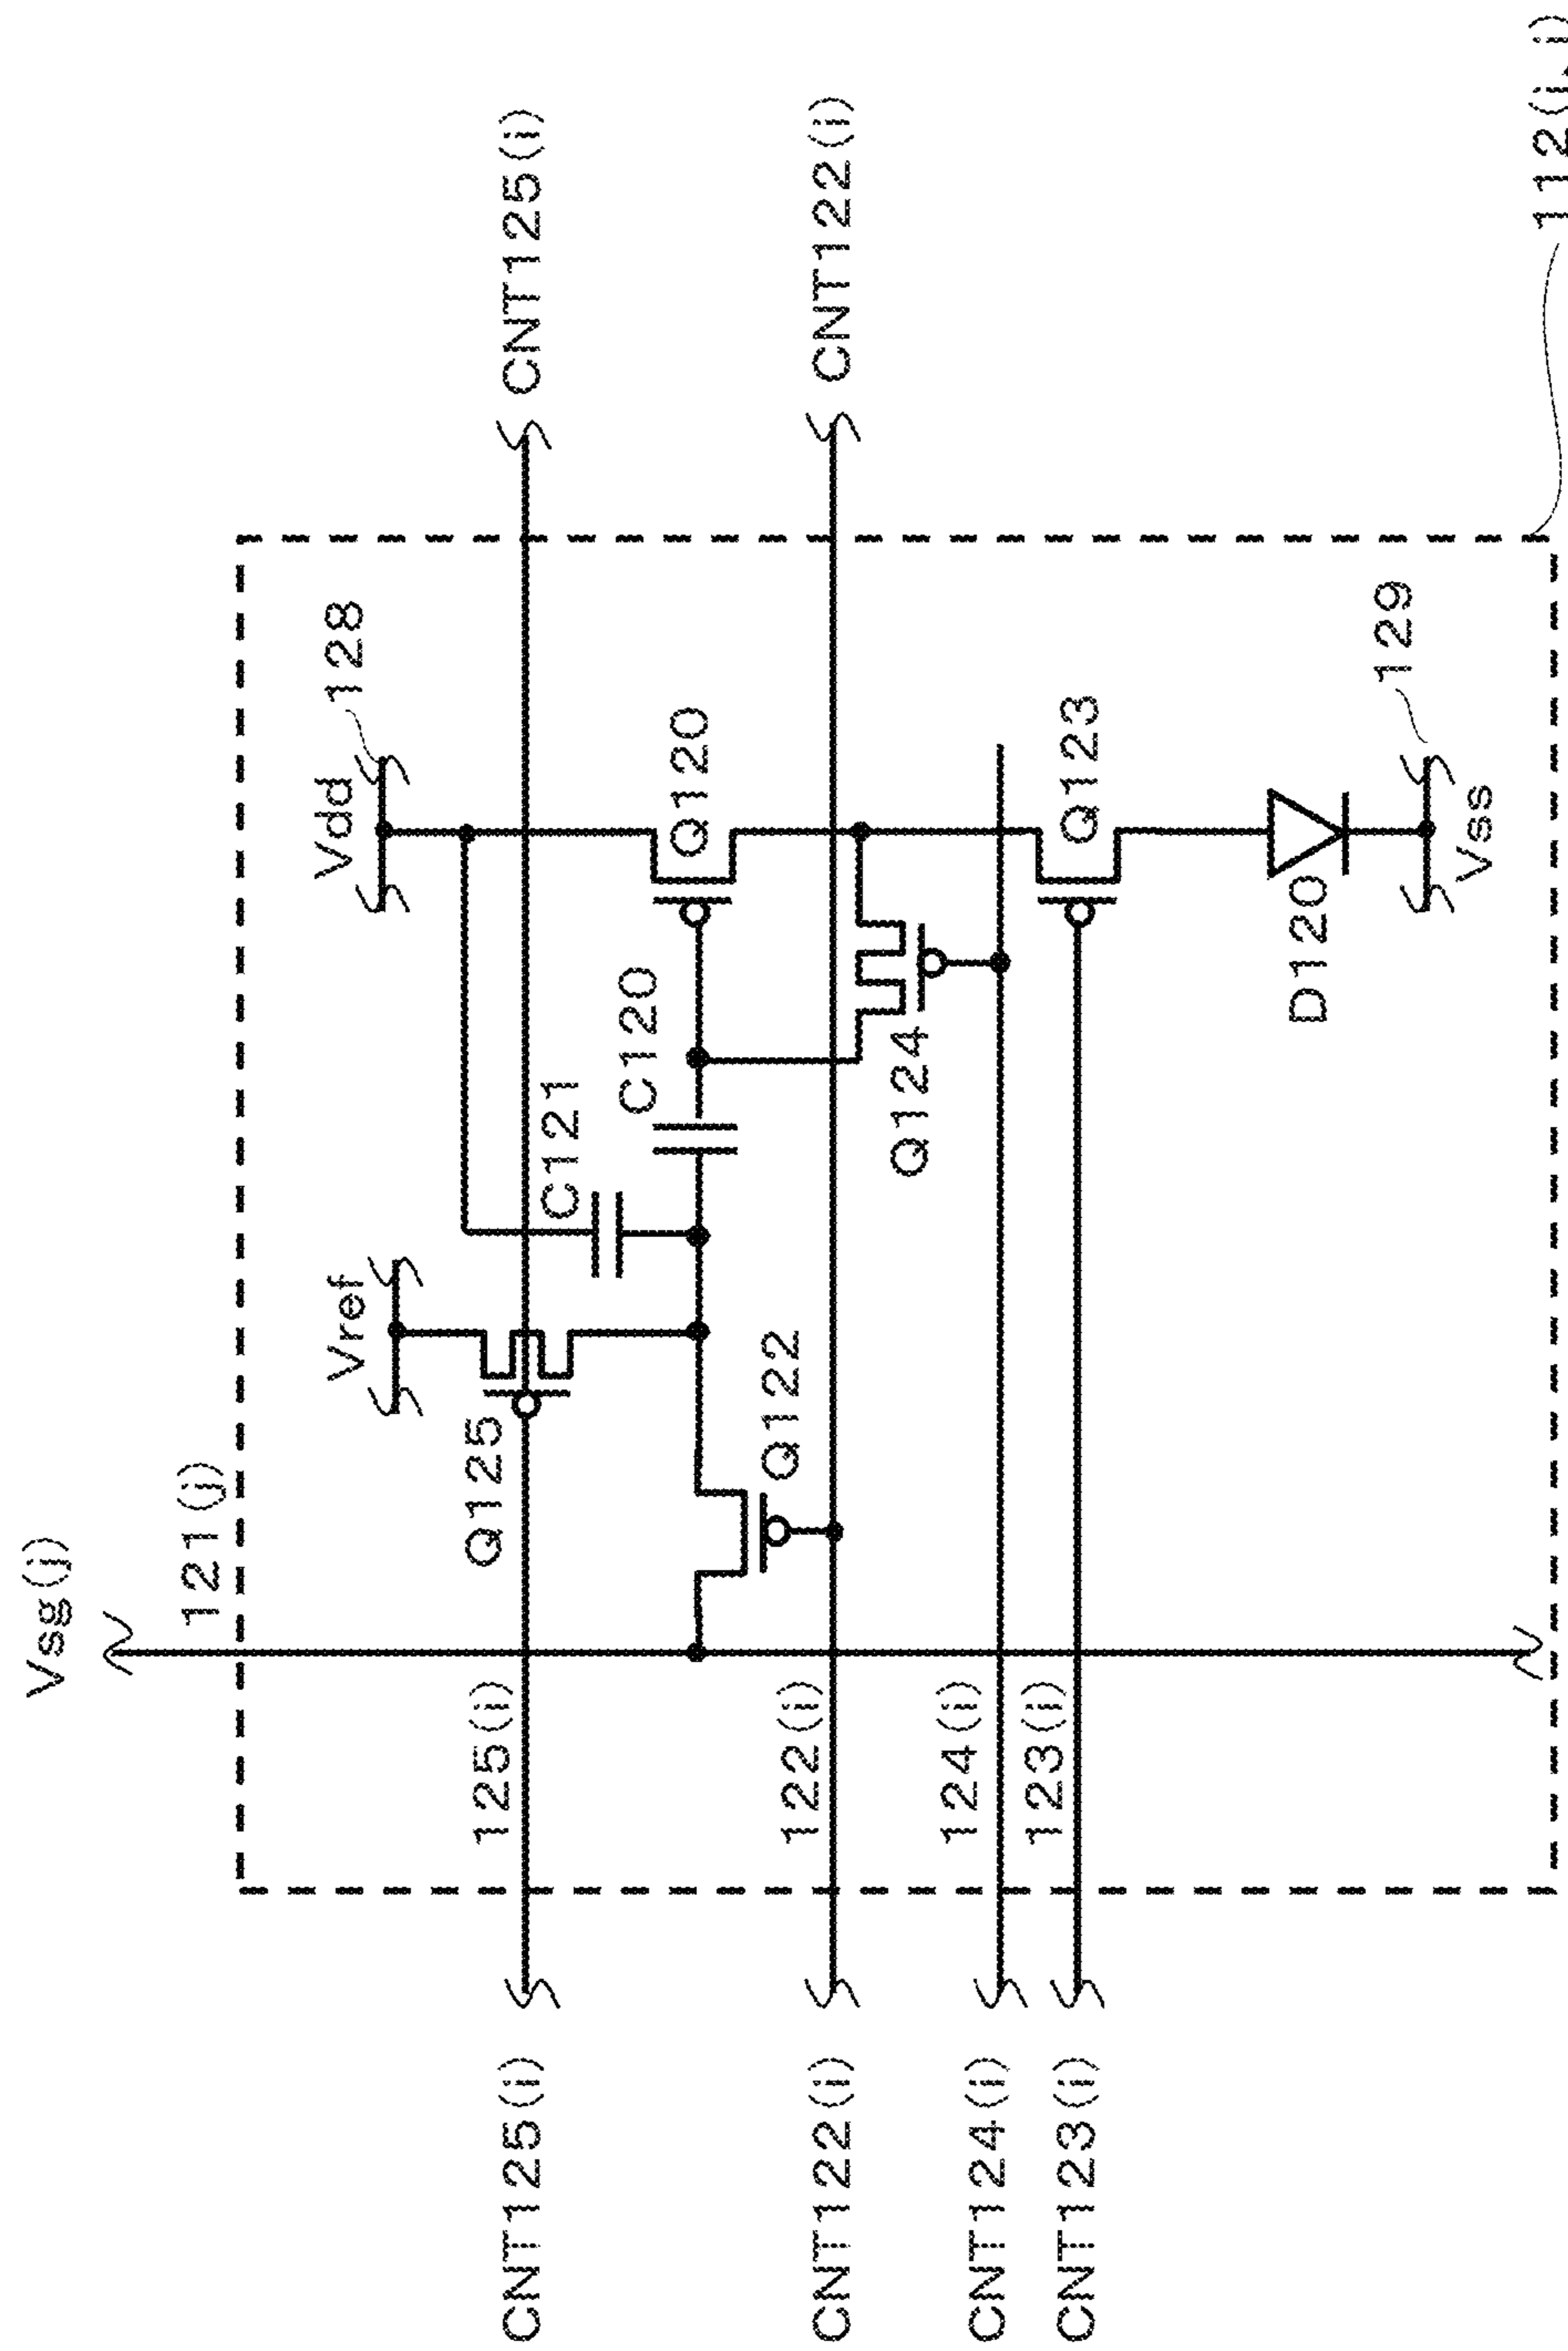 Vsg(j)
121(j)
Vref
Vdd
128
Q125
CNT125(i)
125(i)
CNT125(i)
C121
C120
Q120
Q122
CNT122(i)
122(i)
CNT122(i)
Q124
CNT124(i)
124(i)
CNT123(i)
123(i)
Q123
D120
129
Vss
112(i,j)